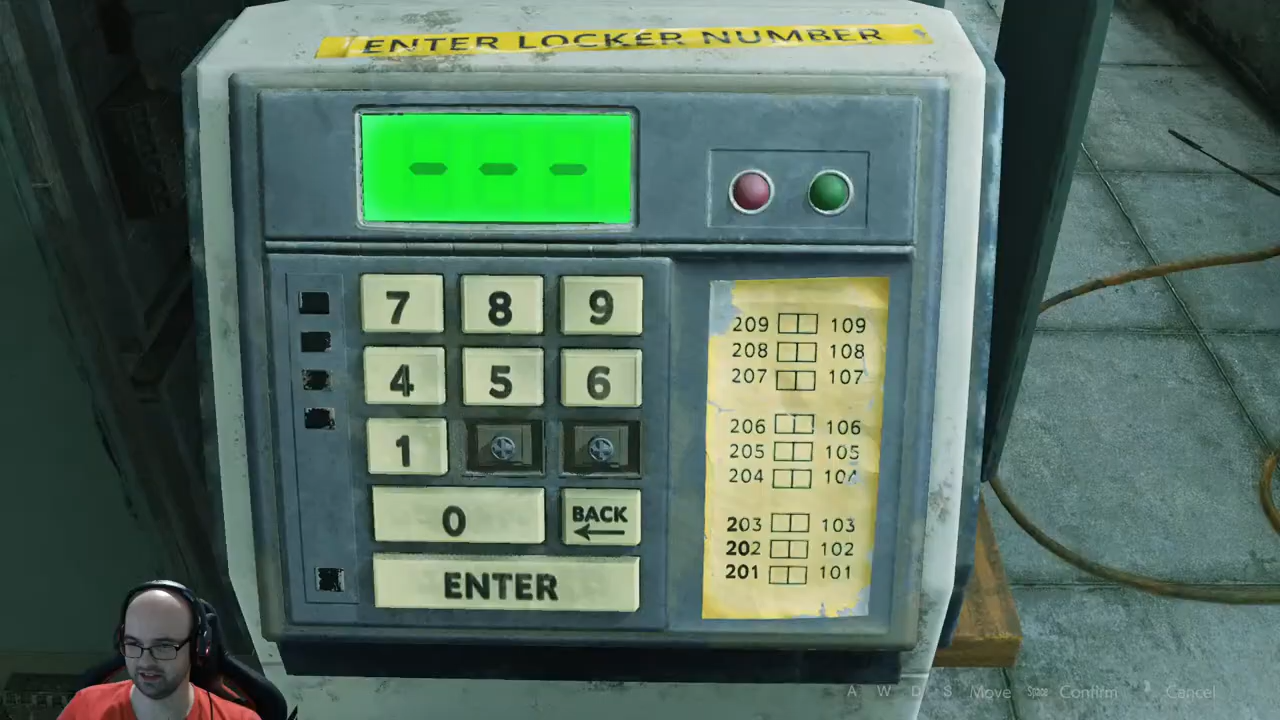 ENTER LOCKER NUMBER
- - -
7 8 9
4 5 6
1
0 BACK
ENTER
209 109
208 108
207 107
206 106
205 105
204 104
203 103
202 102
201 101
A W D S Move Space Confirm Cancel